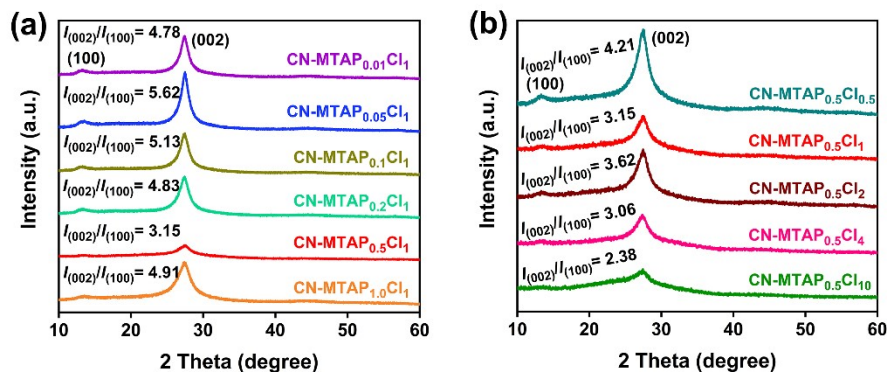 (a)
I(002)/I(100)= 4.78
(002)
(100)
CN-MTAP0.01Cl1
I(002)/I(100)= 5.62
CN-MTAP0.05Cl1
I(002)/I(100)= 5.13
CN-MTAP0.1Cl1
I(002)/I(100)= 4.83
CN-MTAP0.2Cl1
I(002)/I(100)= 3.15
CN-MTAP0.5Cl1
I(002)/I(100)= 4.91
CN-MTAP1.0Cl1
Intensity (a.u.)
10 20 30 40 50 60
2 Theta (degree)
(b)
I(002)/I(100)= 4.21
(002)
(100)
CN-MTAP0.5Cl0.5
I(002)/I(100)= 3.15
CN-MTAP0.5Cl1
I(002)/I(100)= 3.62
CN-MTAP0.5Cl2
I(002)/I(100)= 3.06
CN-MTAP0.5Cl4
I(002)/I(100)= 2.38
CN-MTAP0.5Cl10
Intensity (a.u.)
10 20 30 40 50 60
2 Theta (degree)